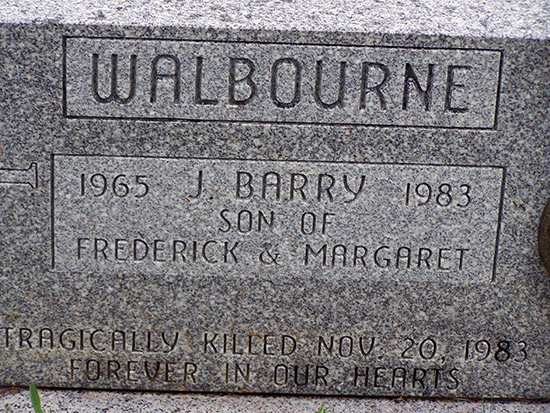 WALBOURNE
1965 J. BARRY 1983
SON OF
FREDERICK & MARGARET
TRAGICALLY KILLED NOV. 20, 1983
FOREVER IN OUR HEARTS